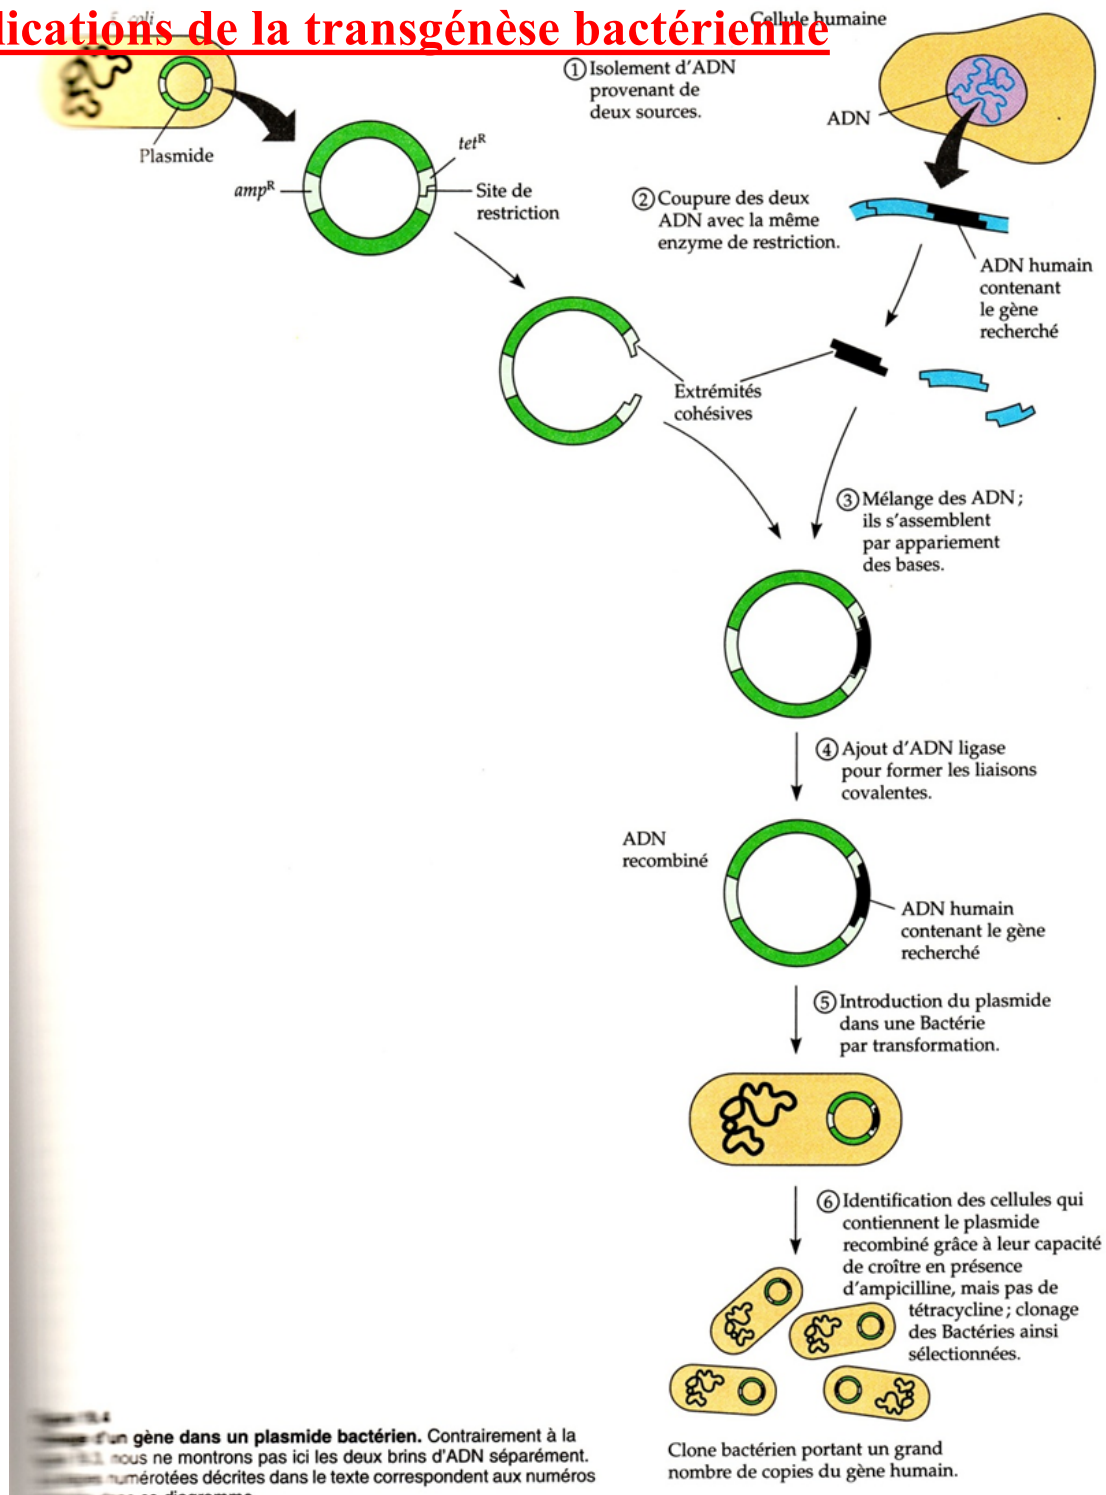 lications de la transgénèse bactérienne
coli
Cellule humaine
① Isolement d'ADN
provenant de
deux sources.
ADN
Plasmide
tetᴿ
ampᴿ
Site de
restriction
② Coupure des deux
ADN avec la même
enzyme de restriction.
ADN humain
contenant
le gène
recherché
Extrémités
cohésives
③ Mélange des ADN ;
ils s'assemblent
par appariement
des bases.
④ Ajout d'ADN ligase
pour former les liaisons
covalentes.
ADN
recombiné
ADN humain
contenant le gène
recherché
⑤ Introduction du plasmide
dans une Bactérie
par transformation.
⑥ Identification des cellules qui
contiennent le plasmide
recombiné grâce à leur capacité
de croître en présence
d'ampicilline, mais pas de
tétracycline ; clonage
des Bactéries ainsi
sélectionnées.
d'un gène dans un plasmide bactérien. Contrairement à la
nous ne montrons pas ici les deux brins d'ADN séparément.
numérotées décrites dans le texte correspondent aux numéros
Clone bactérien portant un grand
nombre de copies du gène humain.